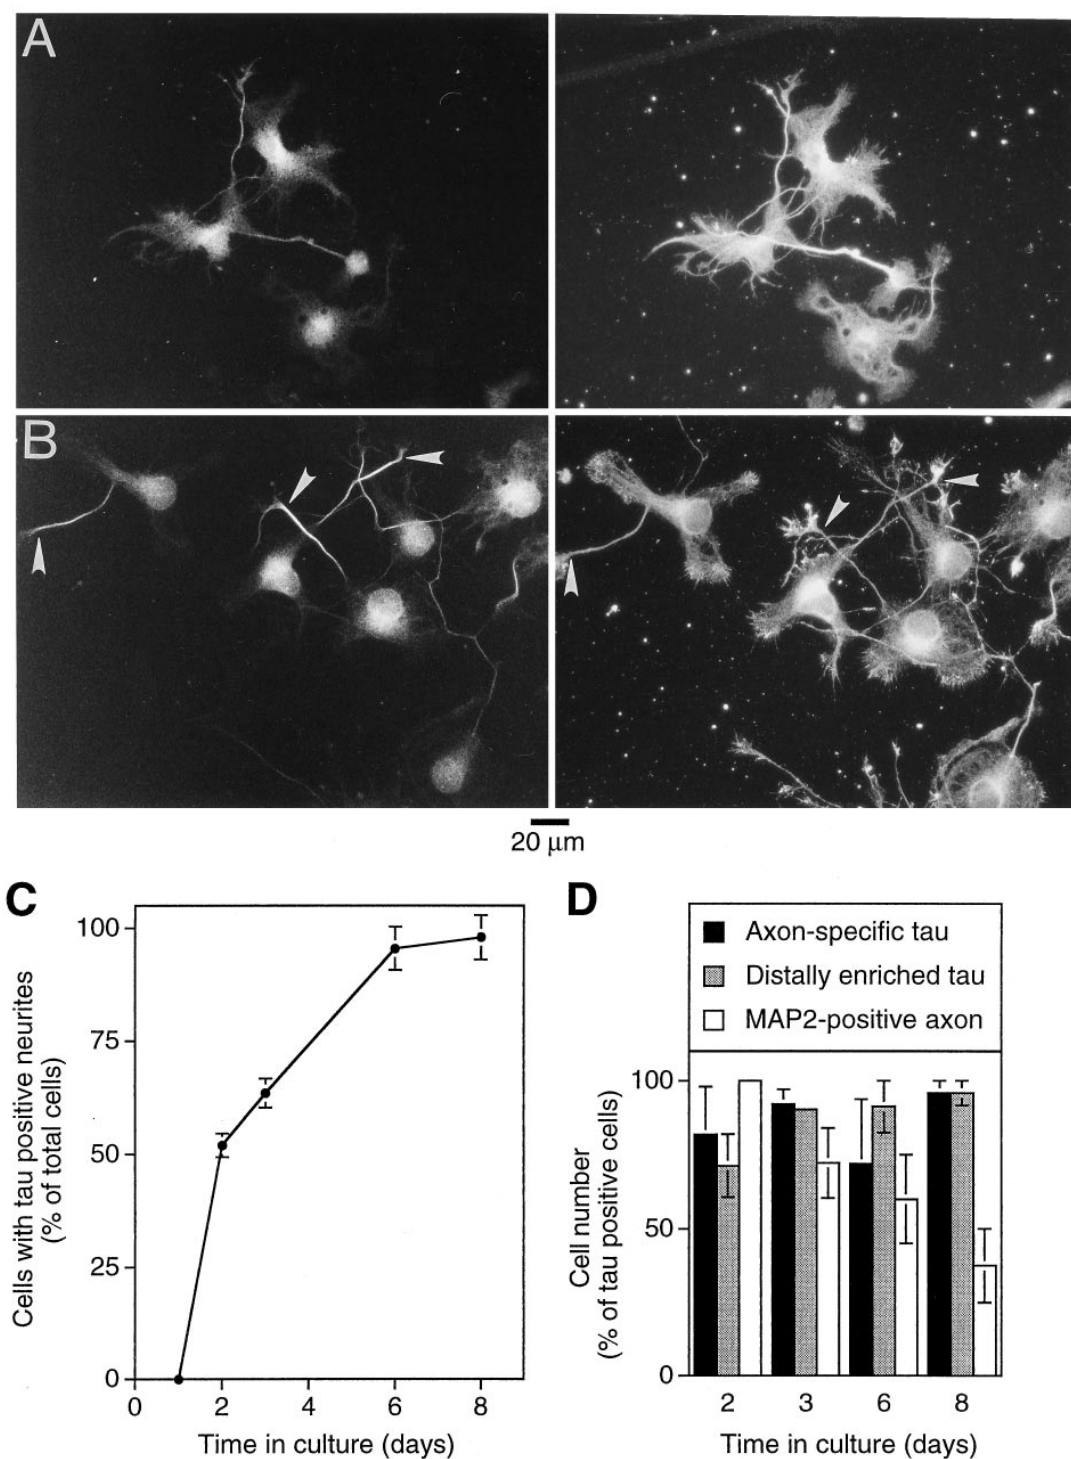 A
B
20 μm
C
Cells with tau positive neurites
(% of total cells)
100
75
50
25
0
0 2 4 6 8
Time in culture (days)
D
Axon-specific tau
Distally enriched tau
MAP2-positive axon
Cell number
(% of tau positive cells)
100
50
0
2 3 6 8
Time in culture (days)